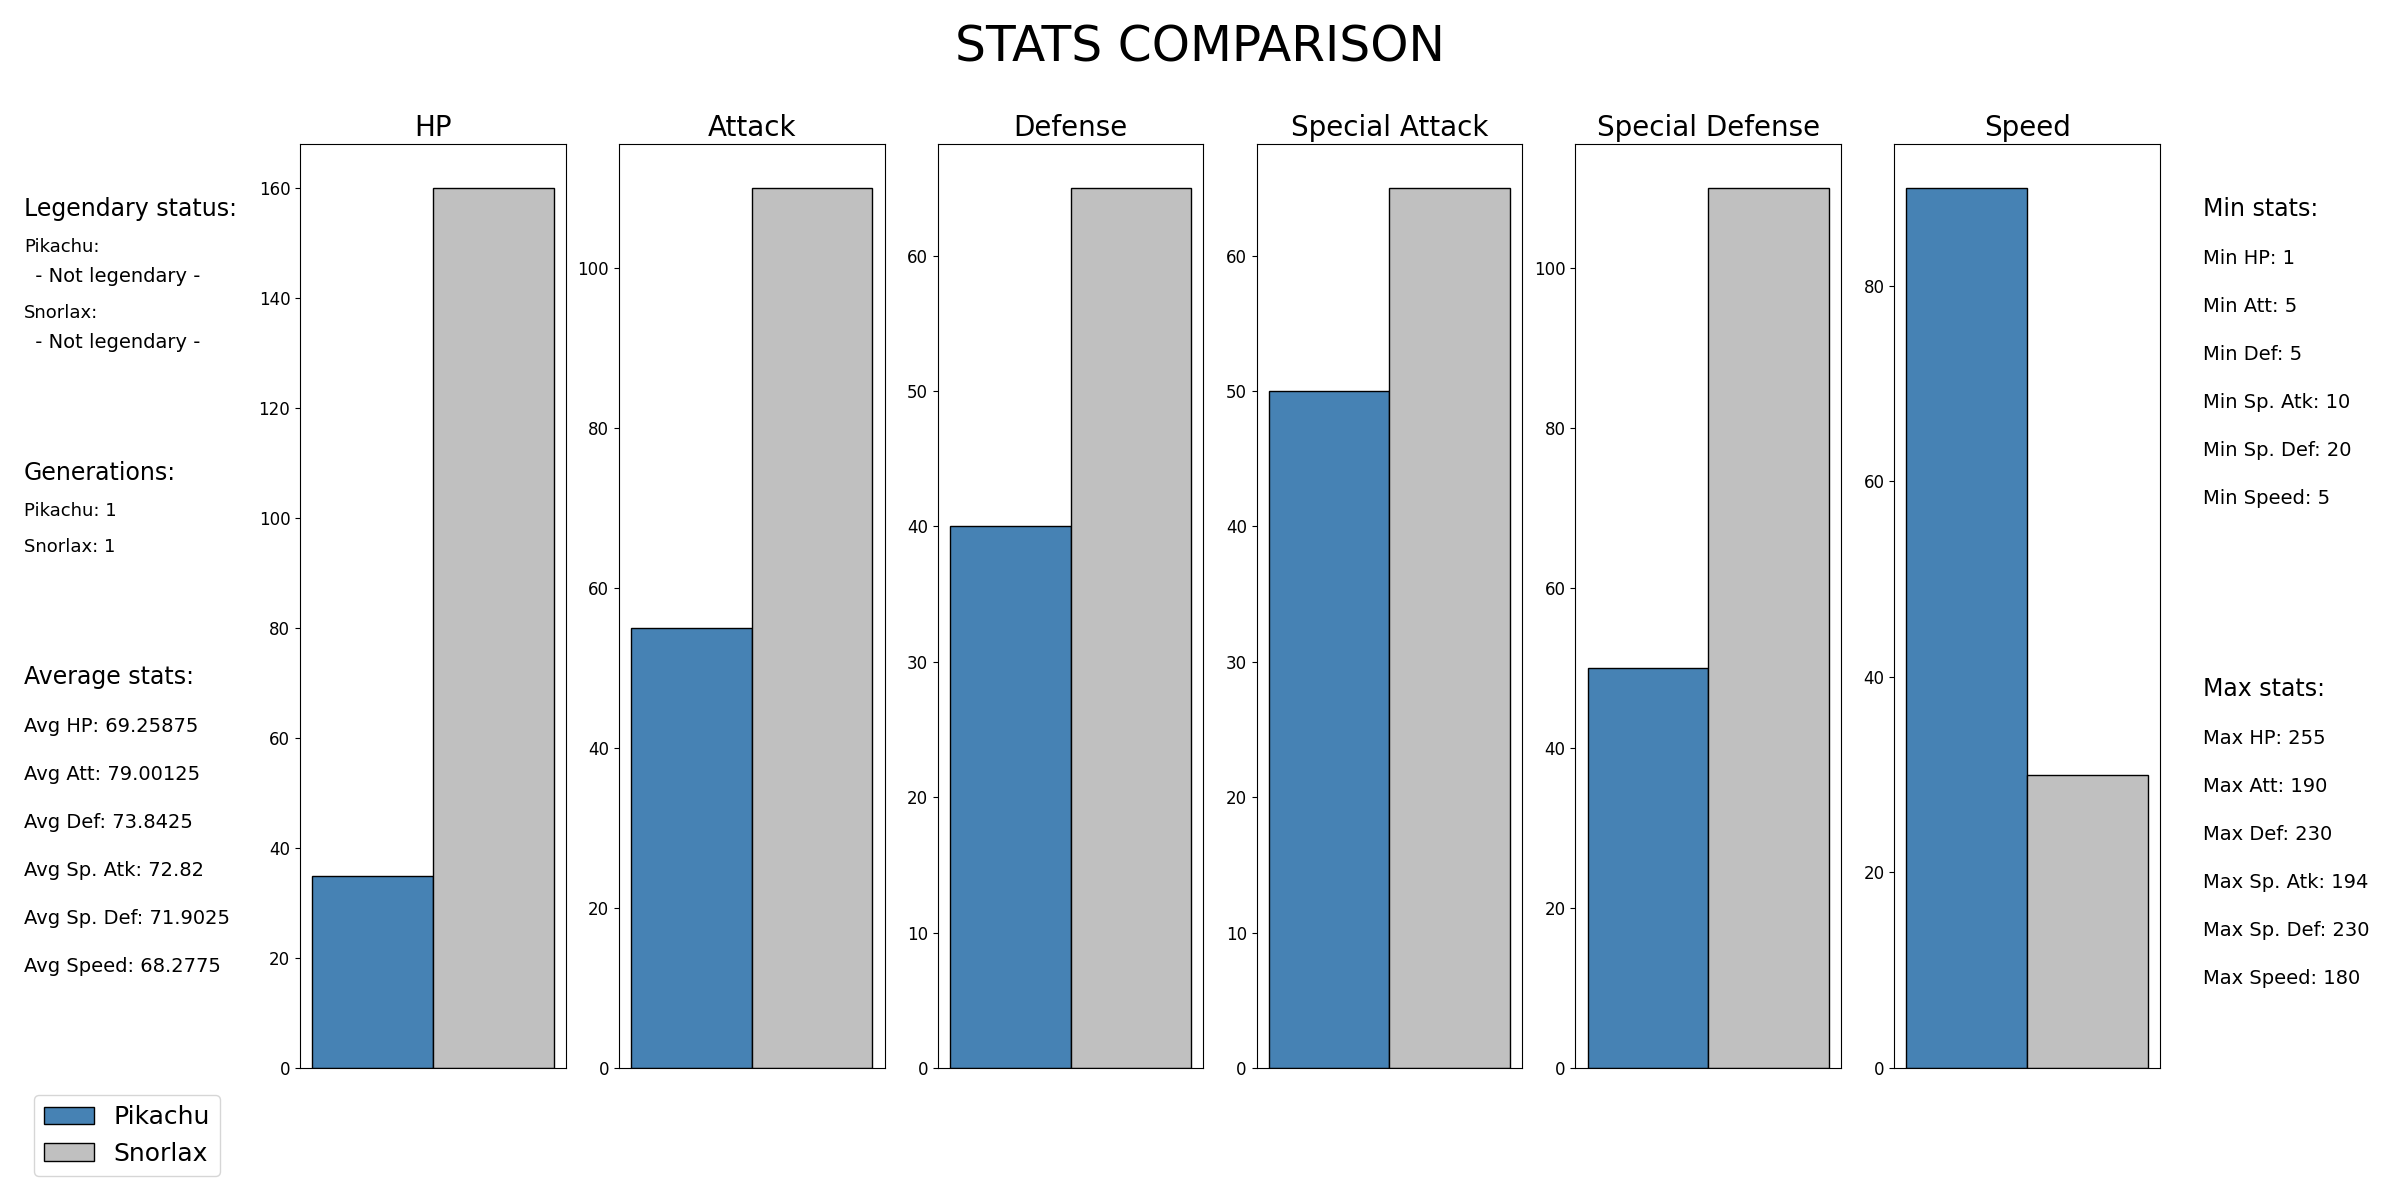 STATS COMPARISON
Legendary status:
Pikachu:
- Not legendary -
Snorlax:
- Not legendary -
Generations:
Pikachu: 1
Snorlax: 1
Average stats:
Avg HP: 69.25875
Avg Att: 79.00125
Avg Def: 73.8425
Avg Sp. Atk: 72.82
Avg Sp. Def: 71.9025
Avg Speed: 68.2775
HP
160
140
120
100
80
60
40
20
0
Attack
100
80
60
40
20
0
Defense
60
50
40
30
20
10
0
Special Attack
60
50
40
30
20
10
0
Special Defense
100
80
60
40
20
0
Speed
80
60
40
20
0
Min stats:
Min HP: 1
Min Att: 5
Min Def: 5
Min Sp. Atk: 10
Min Sp. Def: 20
Min Speed: 5
Max stats:
Max HP: 255
Max Att: 190
Max Def: 230
Max Sp. Atk: 194
Max Sp. Def: 230
Max Speed: 180
Pikachu
Snorlax